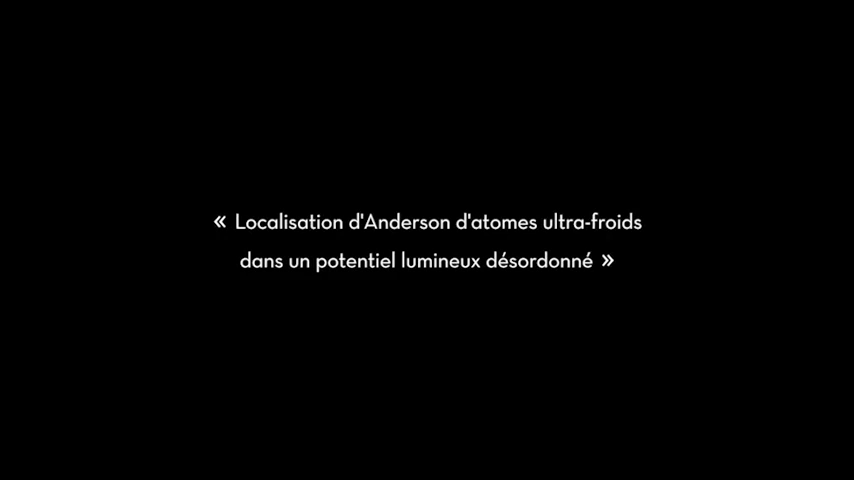 « Localisation d'Anderson d'atomes ultra-froids
dans un potentiel lumineux désordonné »